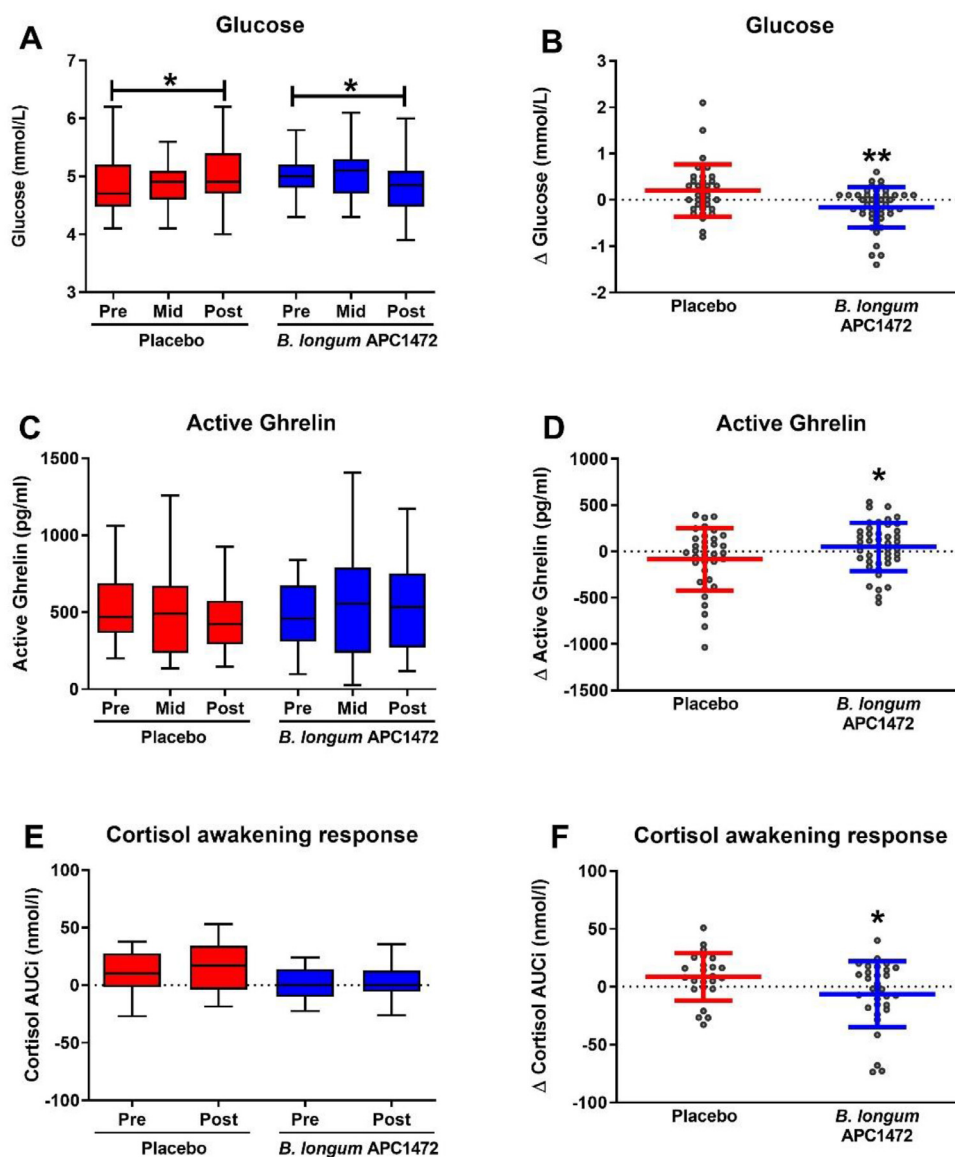 A
Glucose
Glucose (mmol/L)
7
6
5
4
3
*
*
Pre Mid Post Pre Mid Post
Placebo B. longum APC1472
B
Glucose
Δ Glucose (mmol/L)
3
2
1
0
-1
-2
**
Placebo B. longum
APC1472
C
Active Ghrelin
Active Ghrelin (pg/ml)
1500
1000
500
0
Pre Mid Post Pre Mid Post
Placebo B. longum APC1472
D
Active Ghrelin
Δ Active Ghrelin (pg/ml)
1000
500
0
-500
-1000
-1500
*
Placebo B. longum
APC1472
E
Cortisol awakening response
Cortisol AUCi (nmol/l)
100
50
0
-50
-100
Pre Post Pre Post
Placebo B. longum APC1472
F
Cortisol awakening response
Δ Cortisol AUCi (nmol/l)
100
50
0
-50
-100
*
Placebo B. longum
APC1472